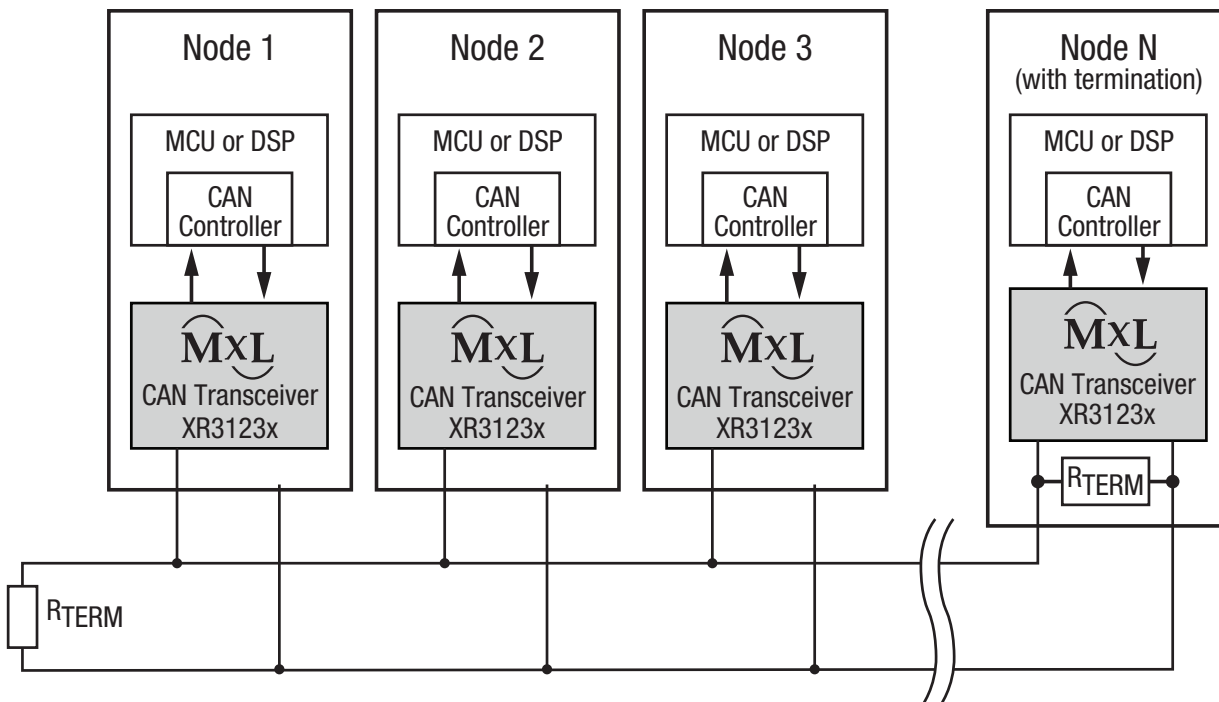 Node 1
MCU or DSP
CAN
Controller
MxL
CAN Transceiver
XR3123x
Node 2
MCU or DSP
CAN
Controller
MxL
CAN Transceiver
XR3123x
Node 3
MCU or DSP
CAN
Controller
MxL
CAN Transceiver
XR3123x
Node N
(with termination)
MCU or DSP
CAN
Controller
MxL
CAN Transceiver
XR3123x
RTERM
RTERM